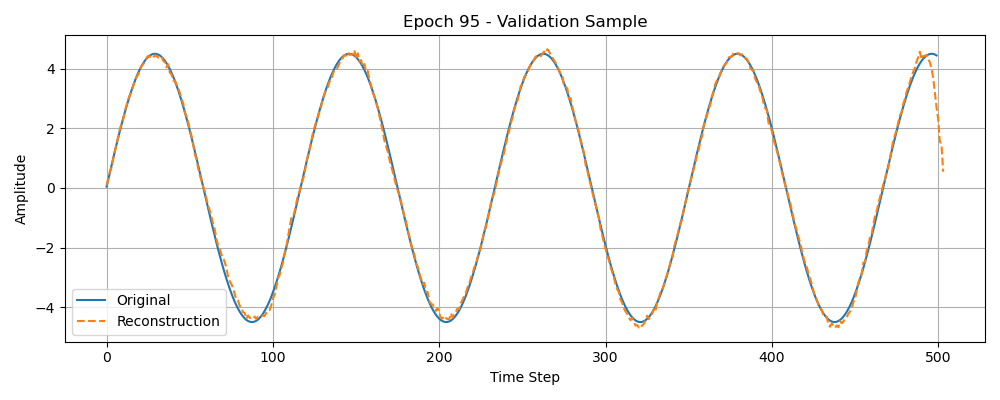 Epoch 95 - Validation Sample
Amplitude
4
2
0
−2
−4
Original
Reconstruction
0 100 200 300 400 500
Time Step